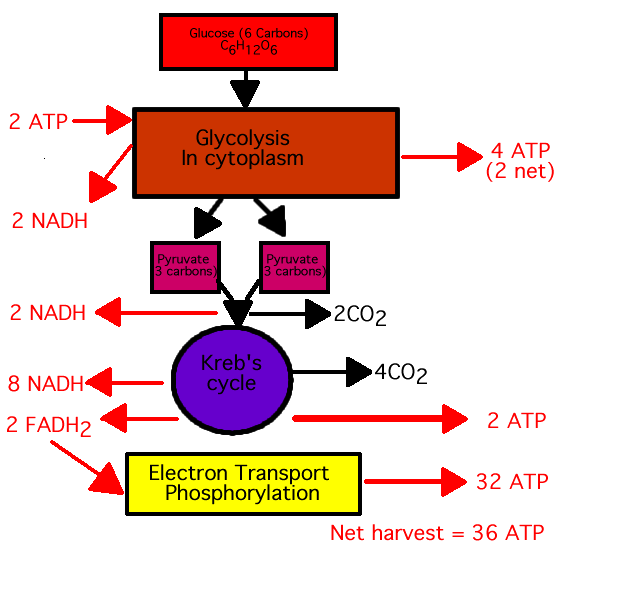 Glucose (6 Carbons)
C6H12O6
2 ATP
Glycolysis
In cytoplasm
4 ATP
(2 net)
2 NADH
Pyruvate
3 carbons)
Pyruvate
3 carbons)
2 NADH
2CO2
Kreb's
cycle
4CO2
8 NADH
2 FADH2
2 ATP
Electron Transport
Phosphorylation
32 ATP
Net harvest = 36 ATP